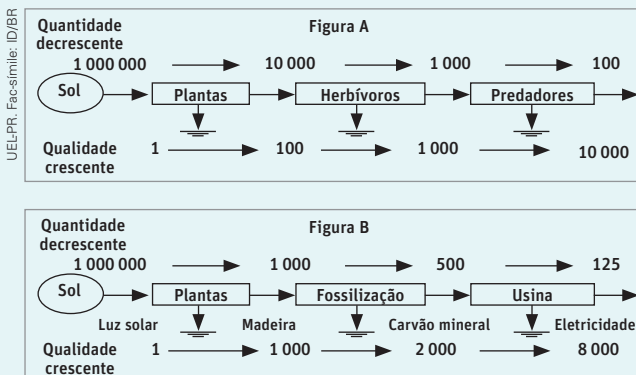 UEL-PR. Fac-símile: ID/BR
Figura A
Quantidade
decrescente
1 000 000 10 000 1 000 100
Sol Plantas Herbívoros Predadores
Qualidade
crescente
1 100 1 000 10 000
Figura B
Quantidade
decrescente
1 000 000 1 000 500 125
Sol Plantas Fossilização Usina
Luz solar Madeira Carvão mineral Eletricidade
Qualidade
crescente
1 1 000 2 000 8 000